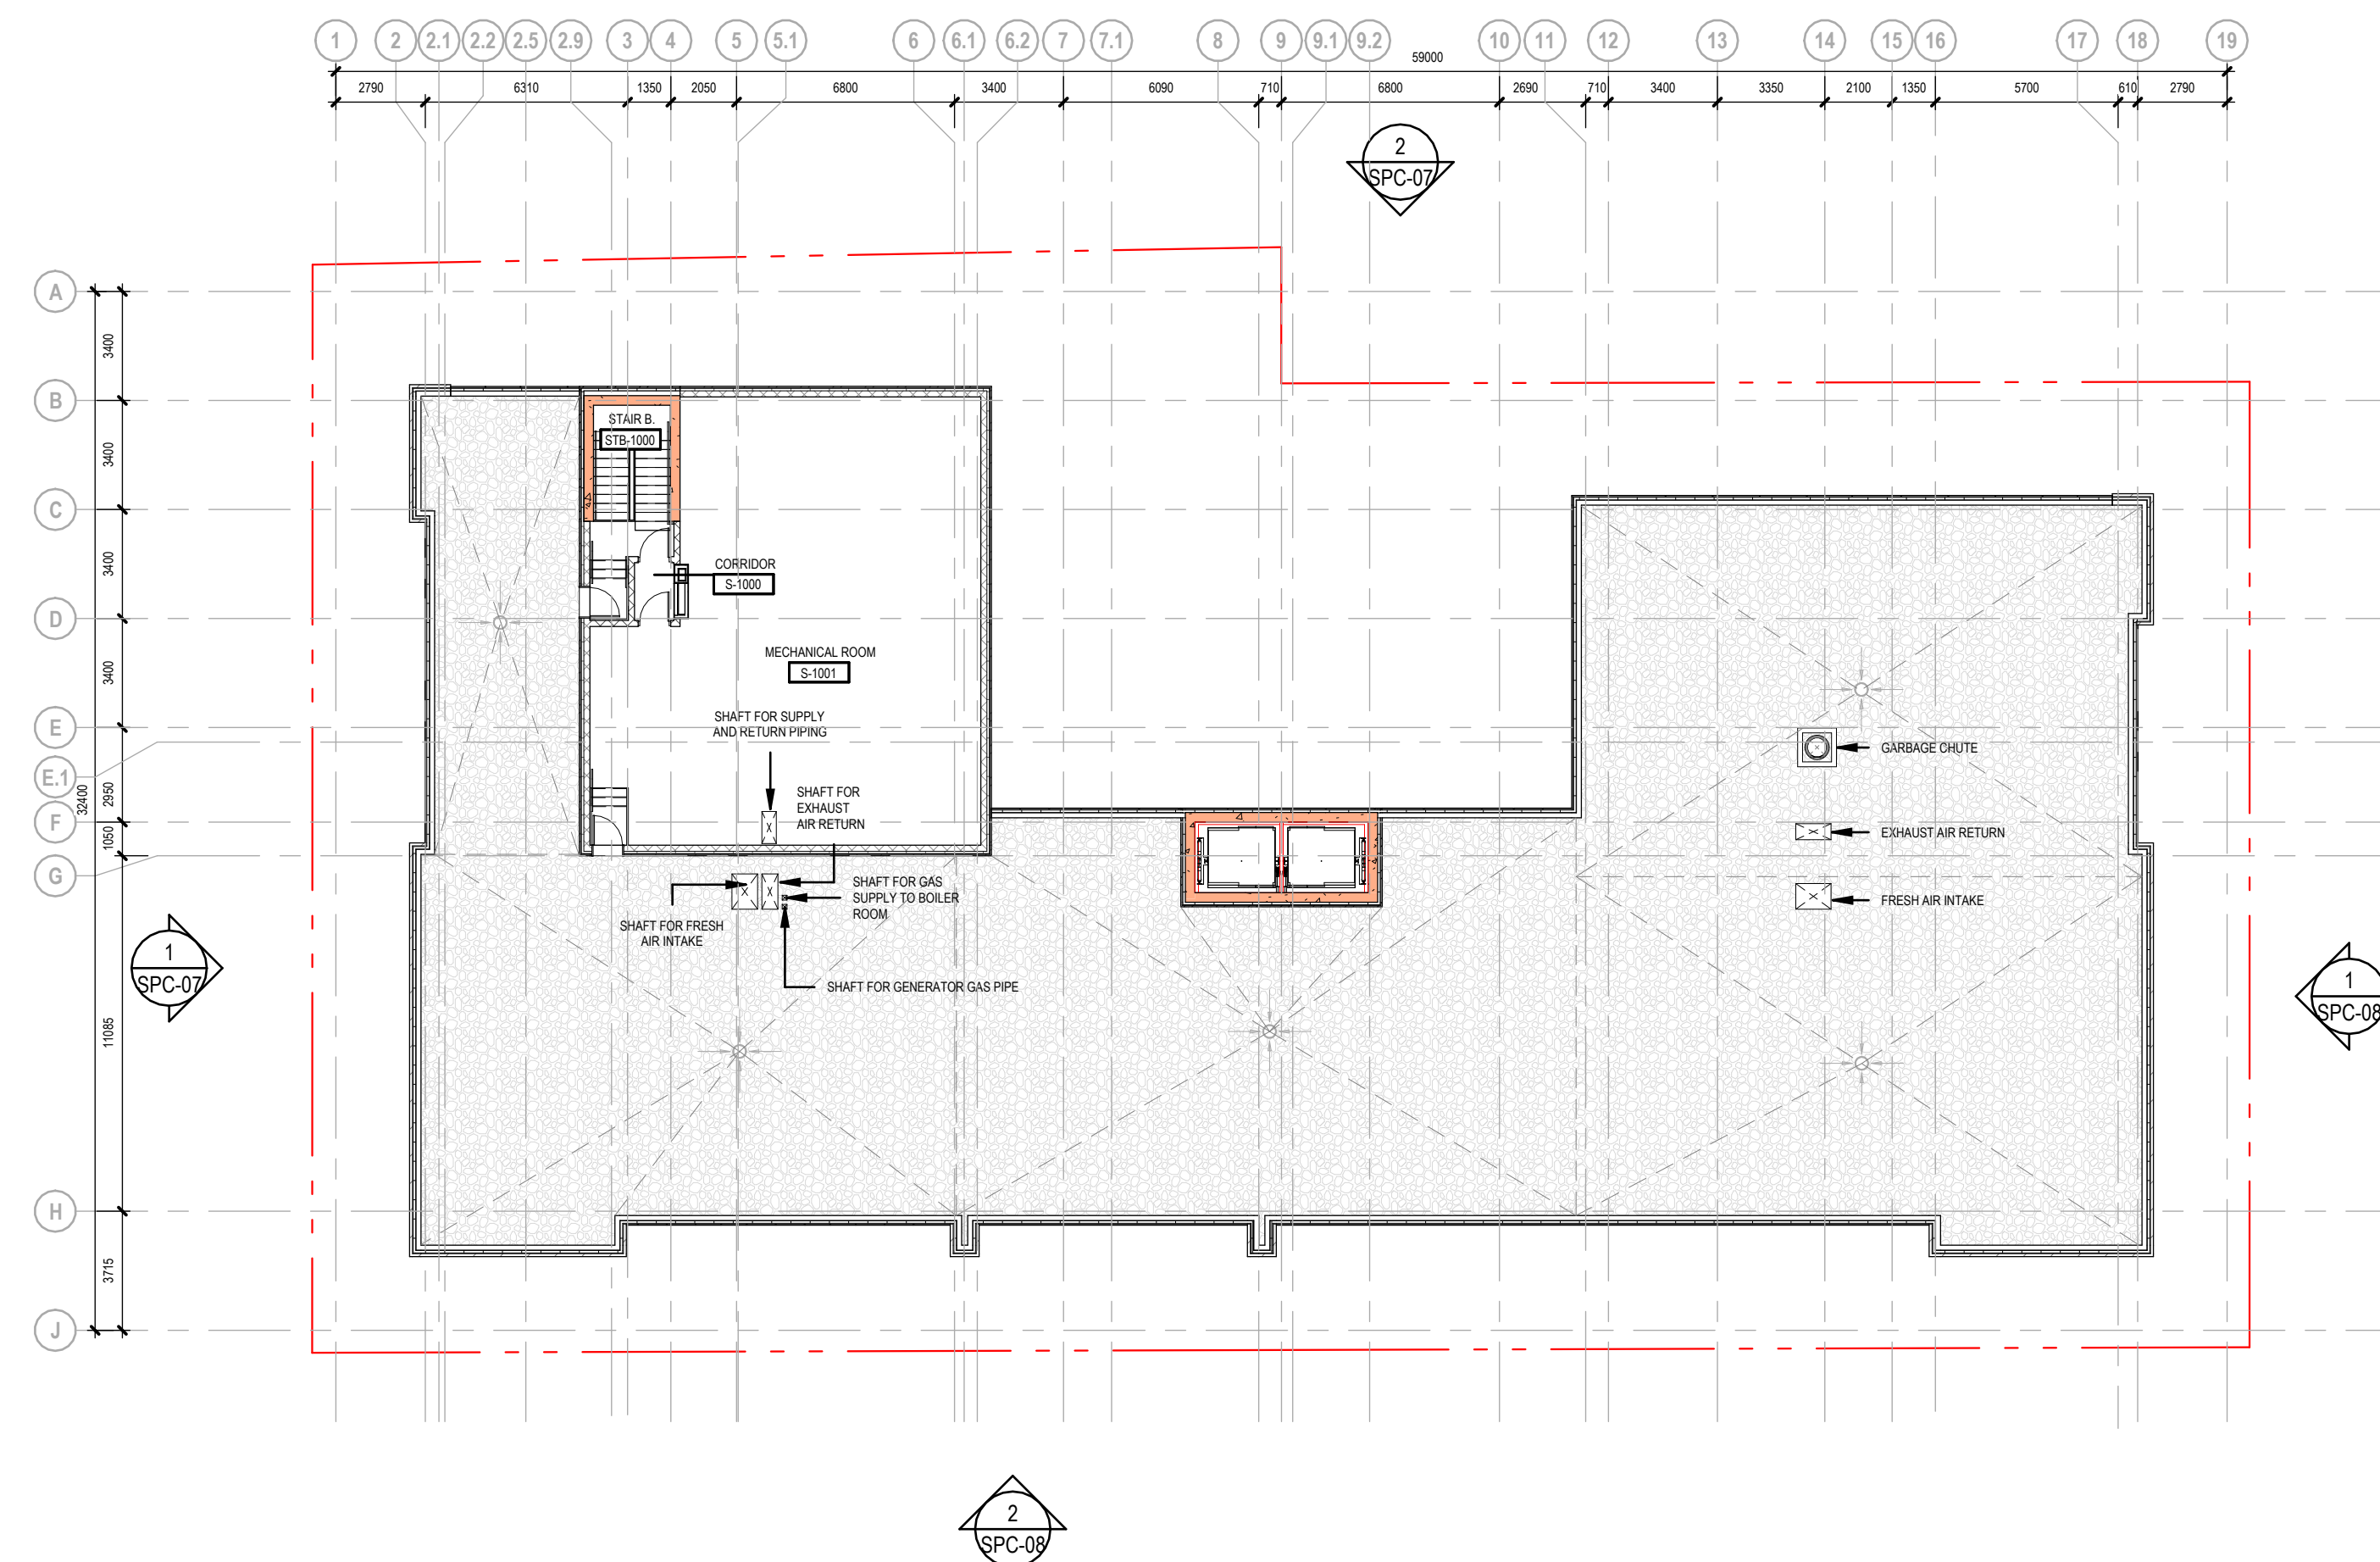 1 2 2.1 2.2 2.5 2.9 3 4 5 5.1 6 6.1 6.2 7 7.1 8 9 9.1 9.2 10 11 12 13 14 15 16 17 18 19
59000
2790 6310 1350 2050 6800 3400 6090 710 6800 2690 710 3400 3350 2100 1350 5700 610 2790
2
SPC-07
A
3400
B
3400
C
3400
D
3400
E
E.1
2950
32400
F
1050
G
11085
H
3715
J
STAIR B.
STB-1000
CORRIDOR
S-1000
MECHANICAL ROOM
S-1001
SHAFT FOR SUPPLY
AND RETURN PIPING
SHAFT FOR
EXHAUST
AIR RETURN
SHAFT FOR GAS
SUPPLY TO BOILER
ROOM
SHAFT FOR FRESH
AIR INTAKE
SHAFT FOR GENERATOR GAS PIPE
GARBAGE CHUTE
EXHAUST AIR RETURN
FRESH AIR INTAKE
1
SPC-07
1
SPC-08
2
SPC-08